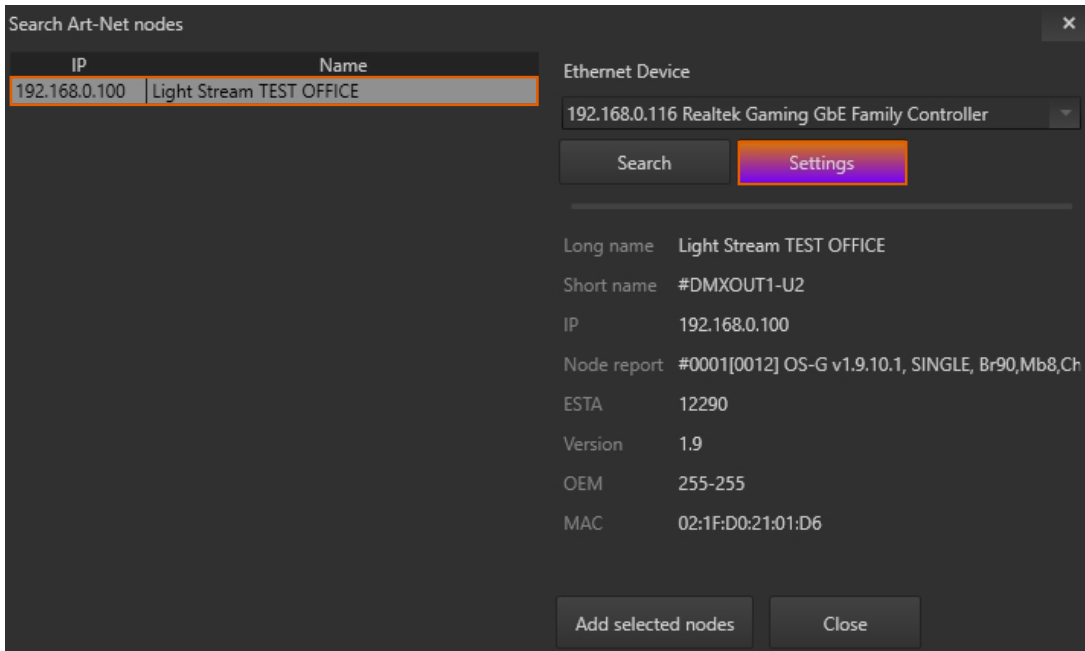 Search Art-Net nodes
IP Name
192.168.0.100 Light Stream TEST OFFICE
Ethernet Device
192.168.0.116 Realtek Gaming GbE Family Controller
Search Settings
Long name Light Stream TEST OFFICE
Short name #DMXOUT1-U2
IP 192.168.0.100
Node report #0001[0012] OS-G v1.9.10.1, SINGLE, Br90,Mb8,Ch
ESTA 12290
Version 1.9
OEM 255-255
MAC 02:1F:D0:21:01:D6
Add selected nodes Close